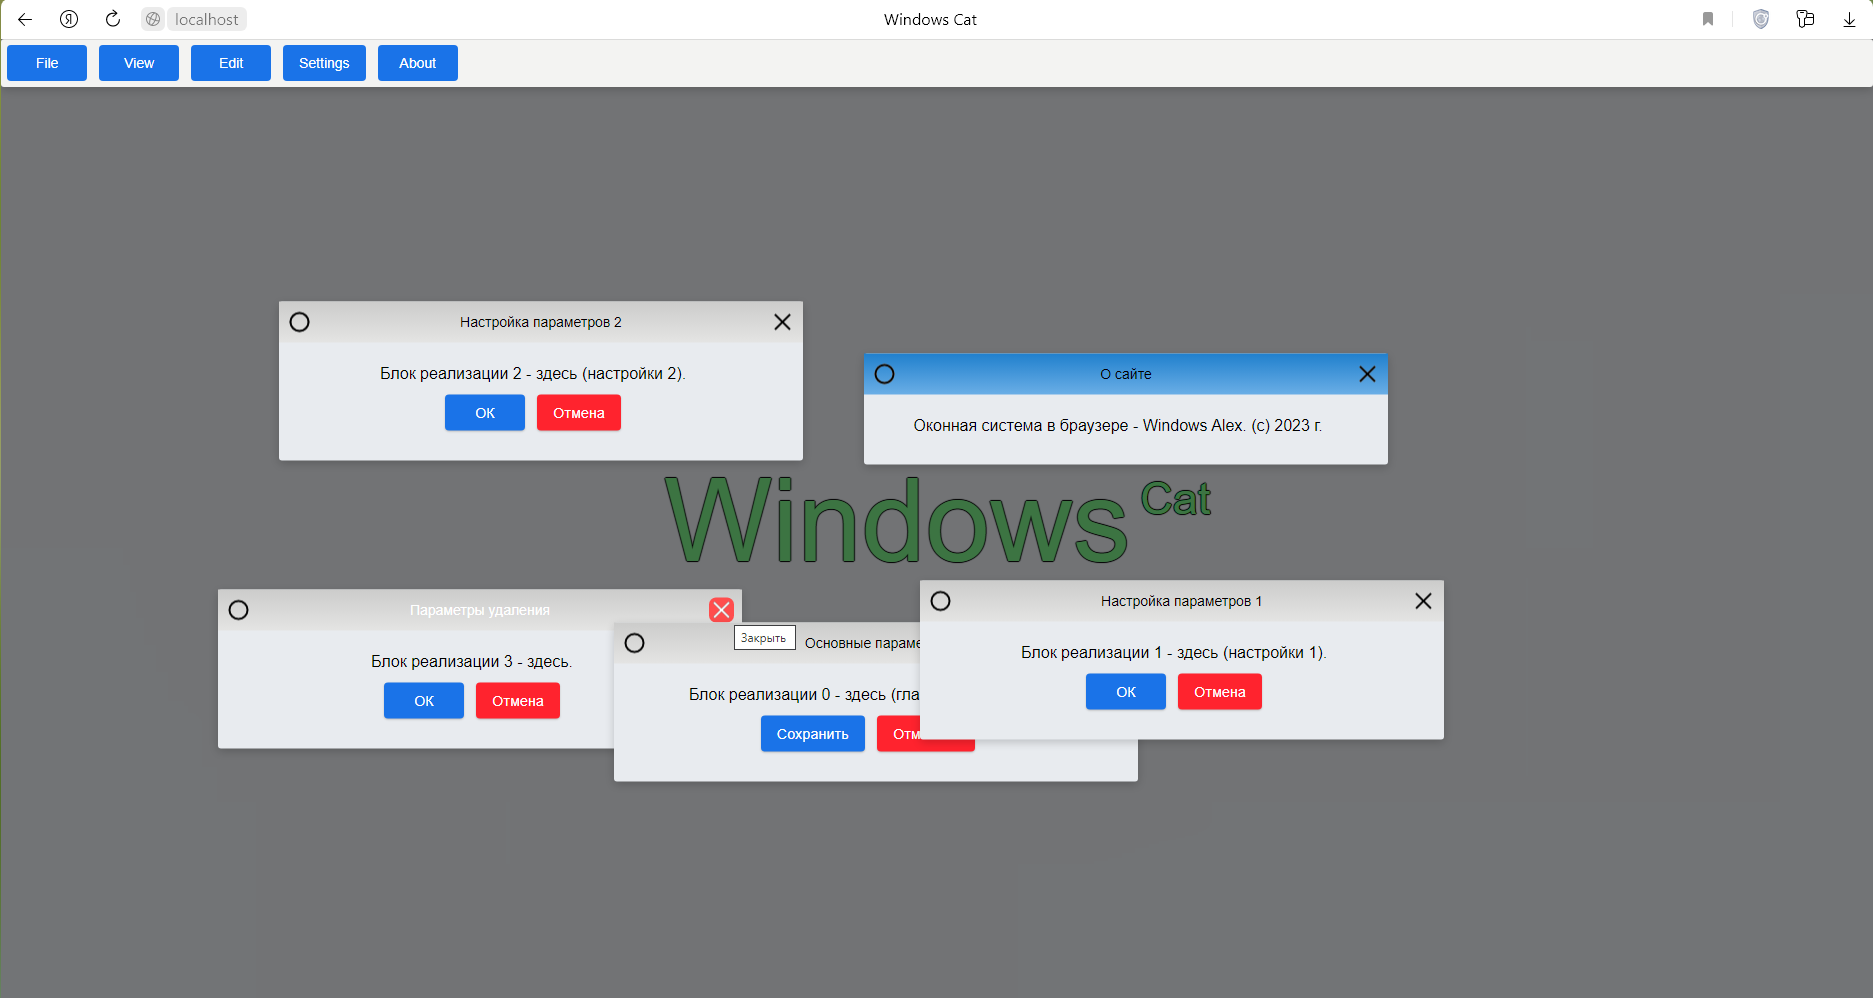 localhost
Windows Cat
File
View
Edit
Settings
About
Настройка параметров 2
Блок реализации 2 - здесь (настройки 2).
ОК
Отмена
О сайте
Оконная система в браузере - Windows Alex. (c) 2023 г.
Windows Cat
Параметры удаления
Закрыть
Блок реализации 3 - здесь.
ОК
Отмена
Основные параме
Блок реализации 0 - здесь (гла
Сохранить
Отм
Настройка параметров 1
Блок реализации 1 - здесь (настройки 1).
ОК
Отмена